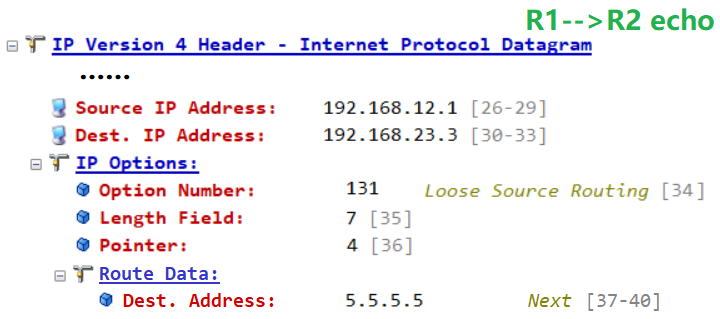 R1-->R2 echo
IP Version 4 Header - Internet Protocol Datagram
......
Source IP Address: 192.168.12.1 [26-29]
Dest. IP Address: 192.168.23.3 [30-33]
IP Options:
Option Number: 131 Loose Source Routing [34]
Length Field: 7 [35]
Pointer: 4 [36]
Route Data:
Dest. Address: 5.5.5.5 Next [37-40]